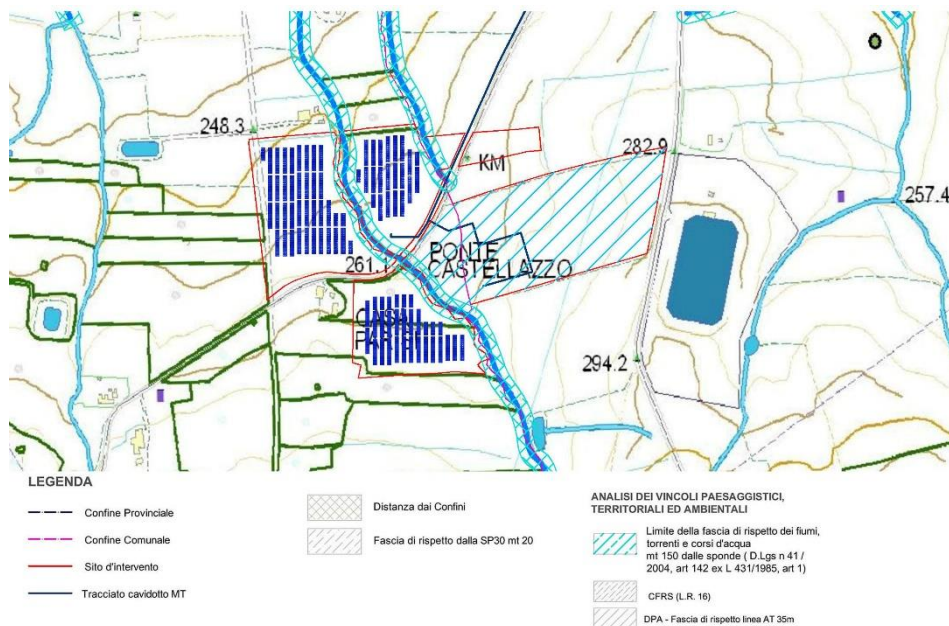 248.3
KM
282.9
257.4
PONTE
CASTELLAZZO
261.1
294.2
LEGENDA
Confine Provinciale
Confine Comunale
Sito d'intervento
Tracciato cavidotto MT
Distanza dai Confini
Fascia di rispetto dalla SP30 mt 20
ANALISI DEI VINCOLI PAESAGGISTICI,
TERRITORIALI ED AMBIENTALI
Limite della fascia di rispetto dei fiumi,
torrenti e corsi d'acqua
mt 150 dalle sponde ( D.Lgs n 41 /
2004, art 142 ex L 431/1985, art 1)
CFRS (L.R. 16)
DPA - Fascia di rispetto linea AT 35m